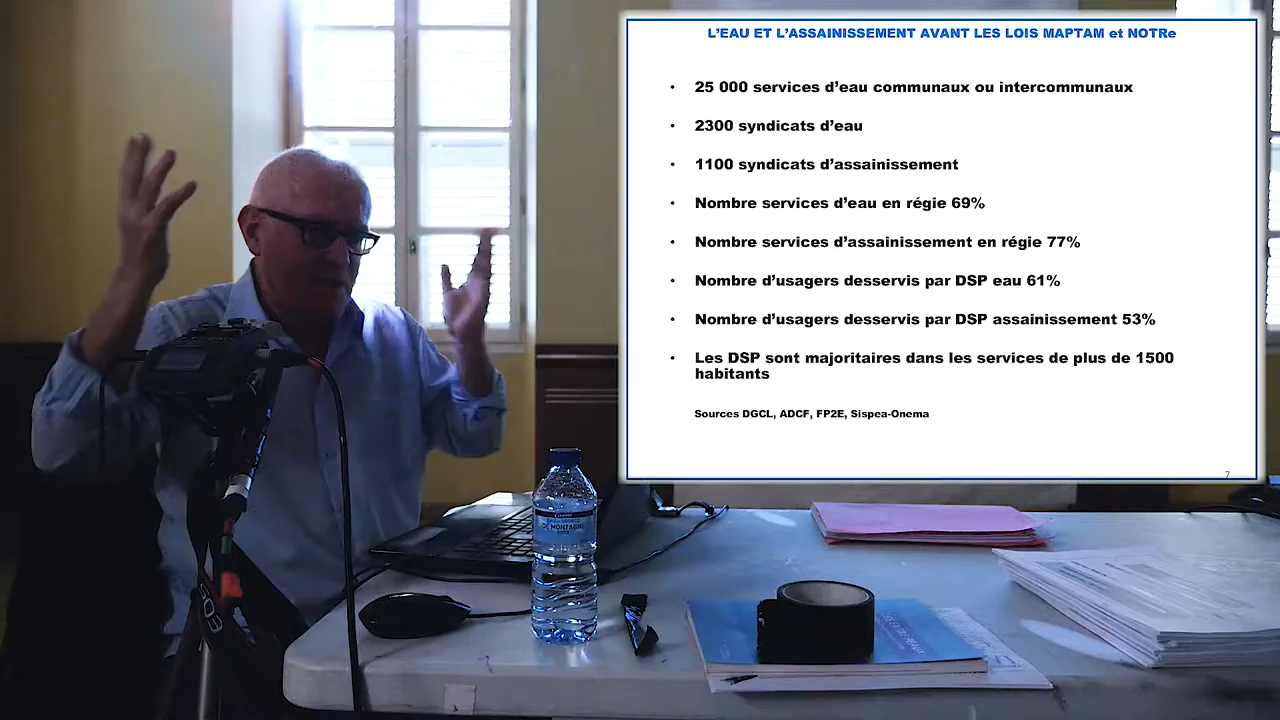 L'EAU ET L'ASSAINISSEMENT AVANT LES LOIS MAPTAM et NOTRe
• 25 000 services d'eau communaux ou intercommunaux
• 2300 syndicats d'eau
• 1100 syndicats d'assainissement
• Nombre services d'eau en régie 69%
• Nombre services d'assainissement en régie 77%
• Nombre d'usagers desservis par DSP eau 61%
• Nombre d'usagers desservis par DSP assainissement 53%
• Les DSP sont majoritaires dans les services de plus de 1500
habitants
Sources DGCL, ADCF, FP2E, Sispea-Onema
7
DE MONTAGNE